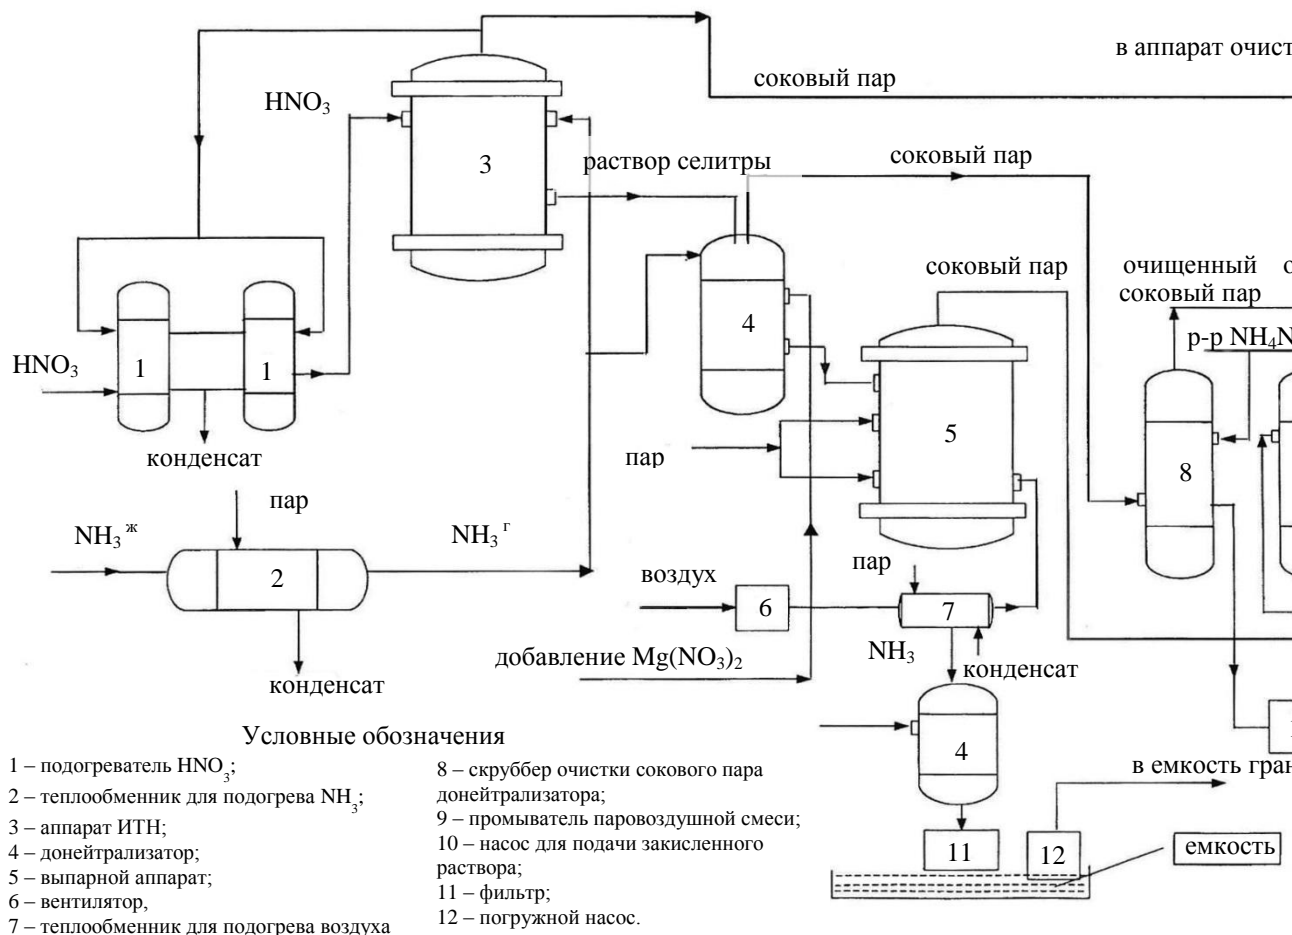 в аппарат очист
соковый пар
HNO₃
3
раствор селитры
соковый пар
соковый пар
очищенный
соковый пар
р-р NH₄N
HNO₃
1
1
4
5
8
конденсат
пар
пар
NH₃ ж
NH₃ г
2
воздух
пар
6
7
NH₃
конденсат
добавление Mg(NO₃)₂
конденсат
4
в емкость гран
11
12
емкость
Условные обозначения
1 – подогреватель HNO₃;
2 – теплообменник для подогрева NH₃;
3 – аппарат ИТН;
4 – донейтрализатор;
5 – выпарной аппарат;
6 – вентилятор,
7 – теплообменник для подогрева воздуха
8 – скруббер очистки сокового пара
донейтрализатора;
9 – промыватель паровоздушной смеси;
10 – насос для подачи закисленного
раствора;
11 – фильтр;
12 – погружной насос.